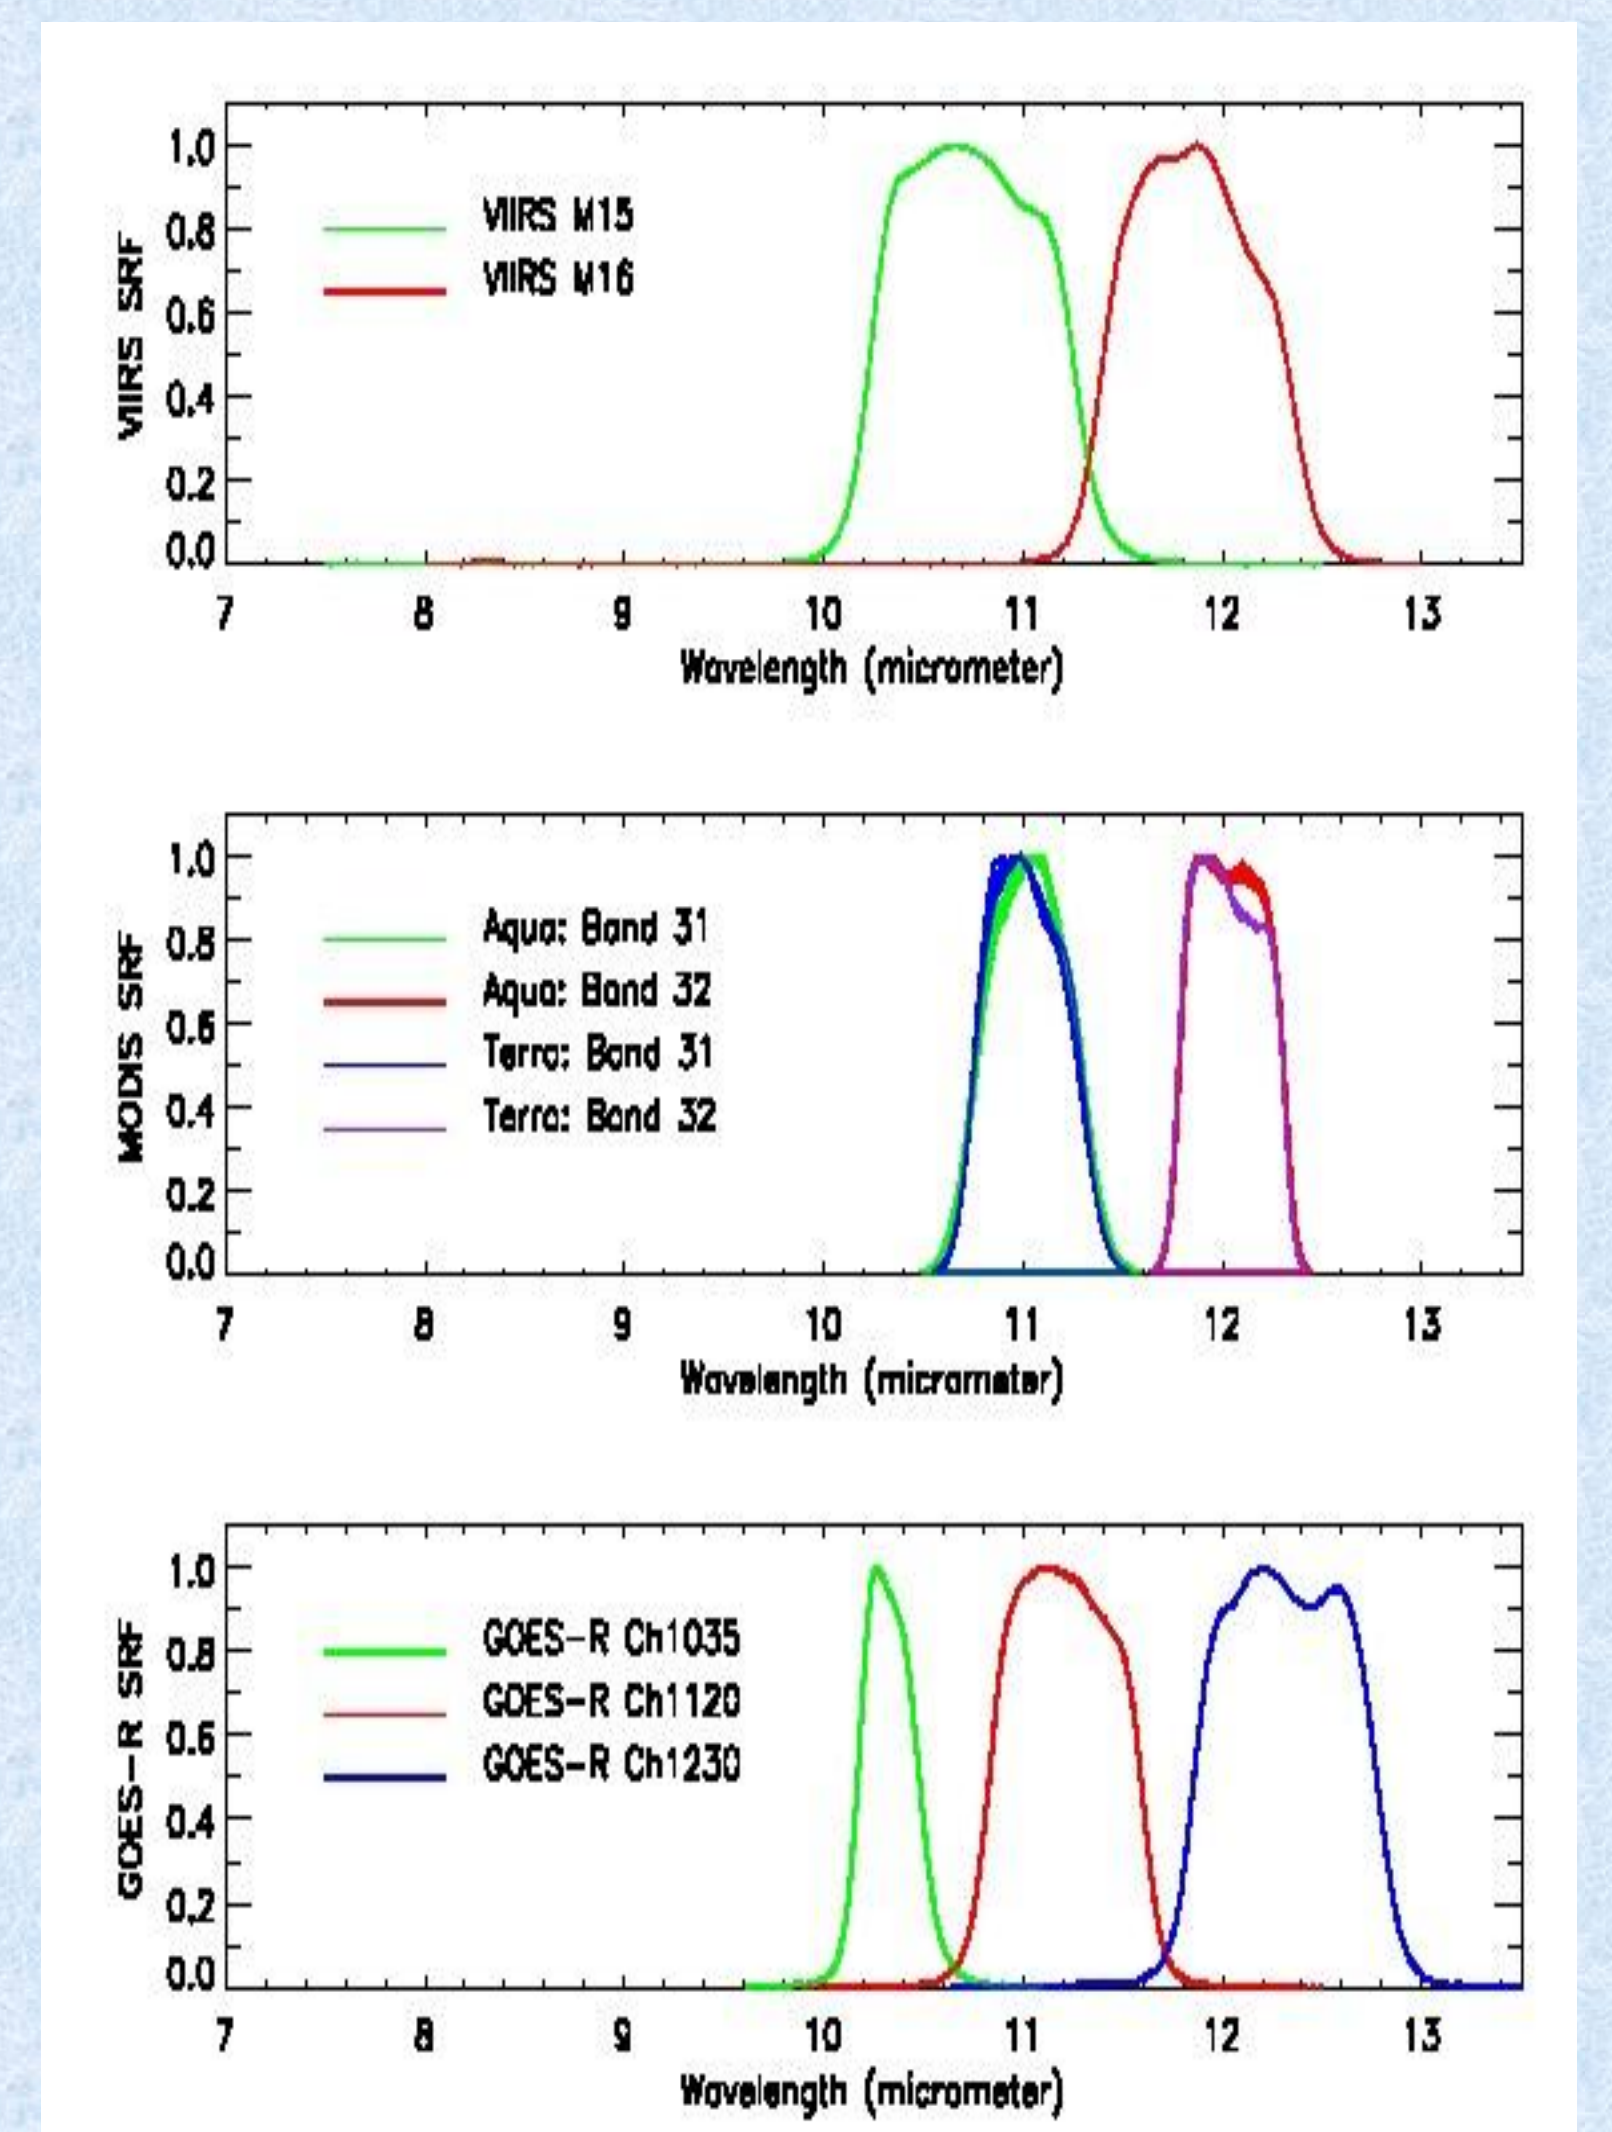 VIIRS SRF
1.0
0.8
0.6
0.4
0.2
0.0
VIIRS M15
VIIRS M16
7 8 9 10 11 12 13
Wavelength (micrometer)
MODIS SRF
1.0
0.8
0.6
0.4
0.2
0.0
Aqua: Band 31
Aqua: Band 32
Terra: Band 31
Terra: Band 32
7 8 9 10 11 12 13
Wavelength (micrometer)
GOES-R SRF
1.0
0.8
0.6
0.4
0.2
0.0
GOES-R Ch1035
GOES-R Ch1120
GOES-R Ch1230
7 8 9 10 11 12 13
Wavelength (micrometer)